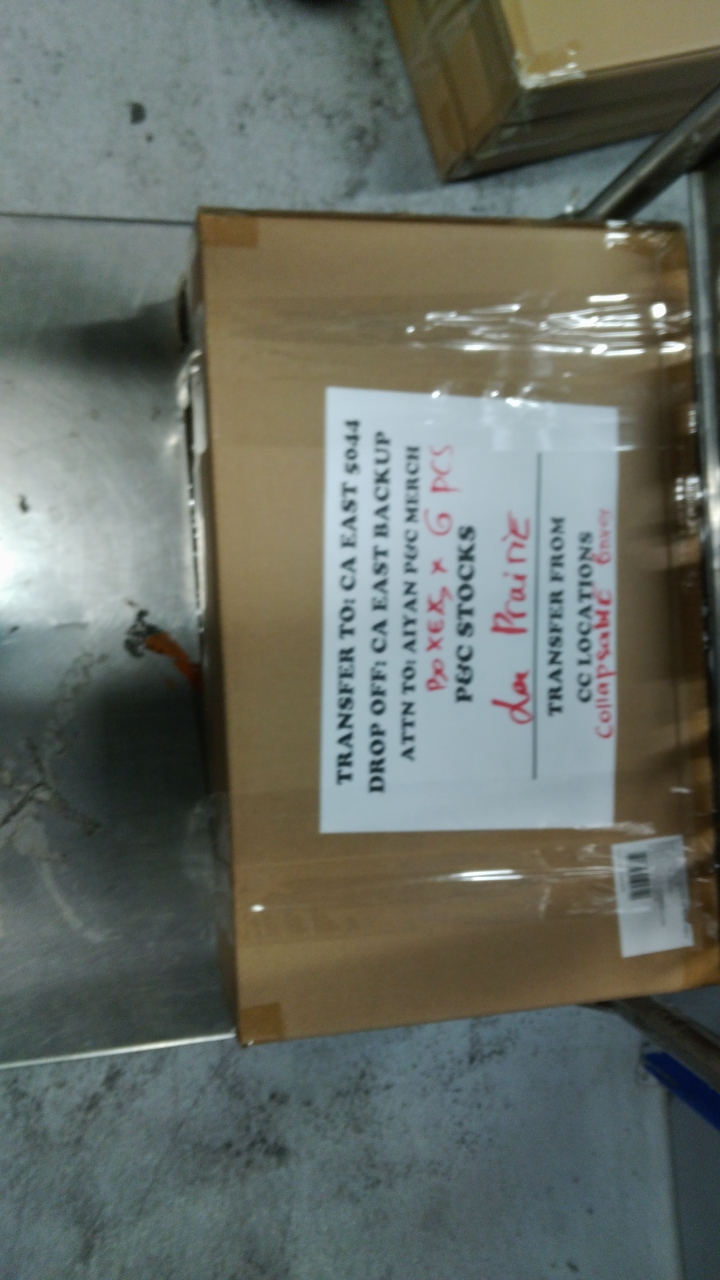 TRANSFER TO: CA EAST 5044
DROP OFF: CA EAST BACKUP
ATTN TO: AIYAN P&C MERCH
BOXEX, x 6 PCS
P&C STOCKS
La Prairie
TRANSFER FROM
CC LOCATIONS
Collapsable boxes